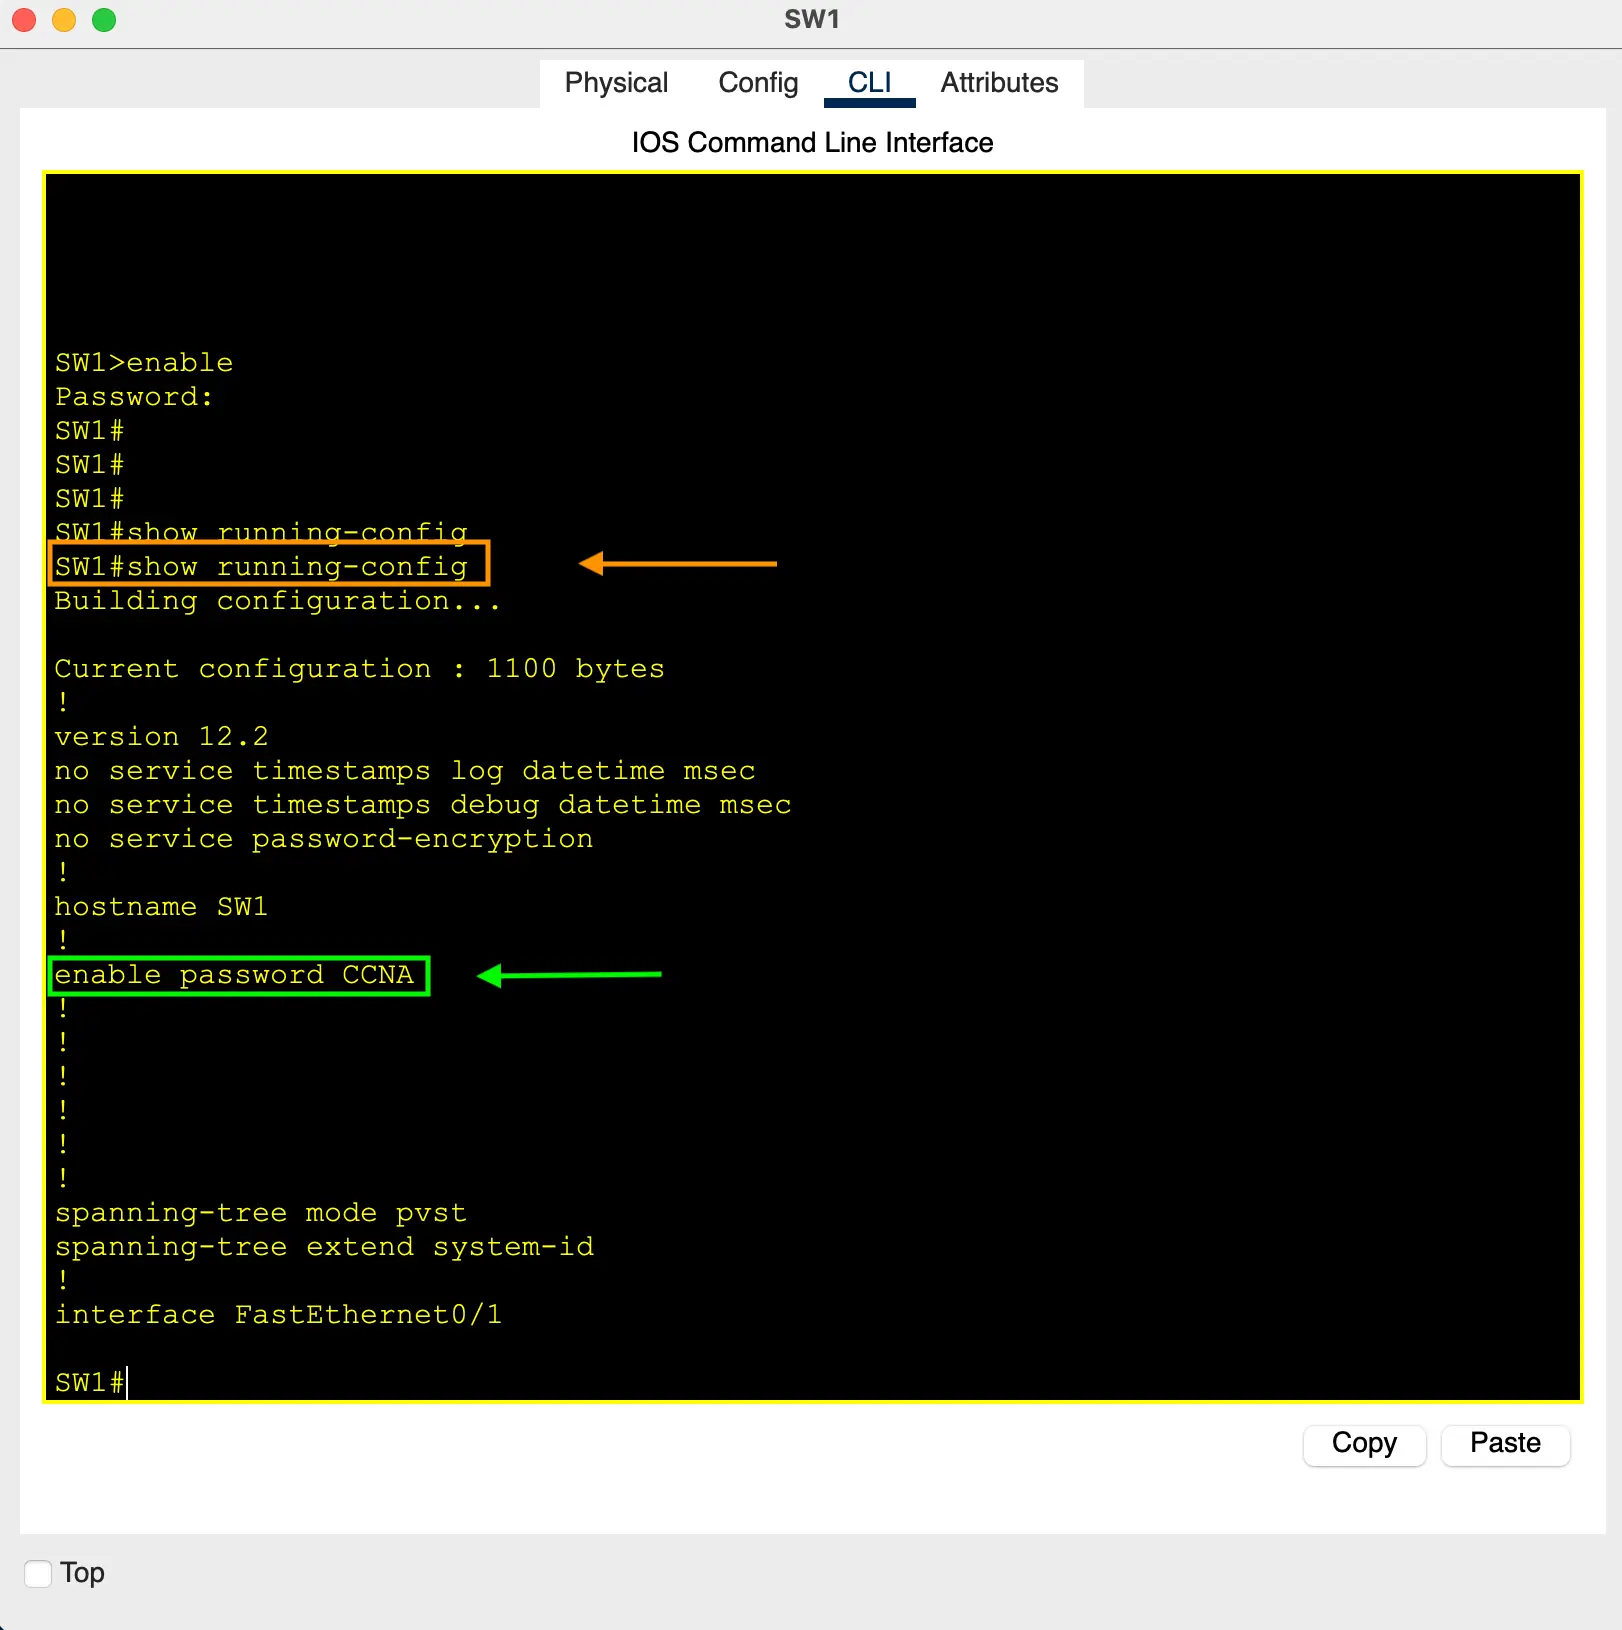 SW1
Physical Config CLI Attributes
IOS Command Line Interface
SW1>enable
Password:
SW1#
SW1#
SW1#
SW1#show running-config
SW1#show running-config
Building configuration...
Current configuration : 1100 bytes
!
version 12.2
no service timestamps log datetime msec
no service timestamps debug datetime msec
no service password-encryption
!
hostname SW1
!
enable password CCNA
!
!
!
!
!
!
spanning-tree mode pvst
spanning-tree extend system-id
!
interface FastEthernet0/1
SW1#
Copy Paste
Top